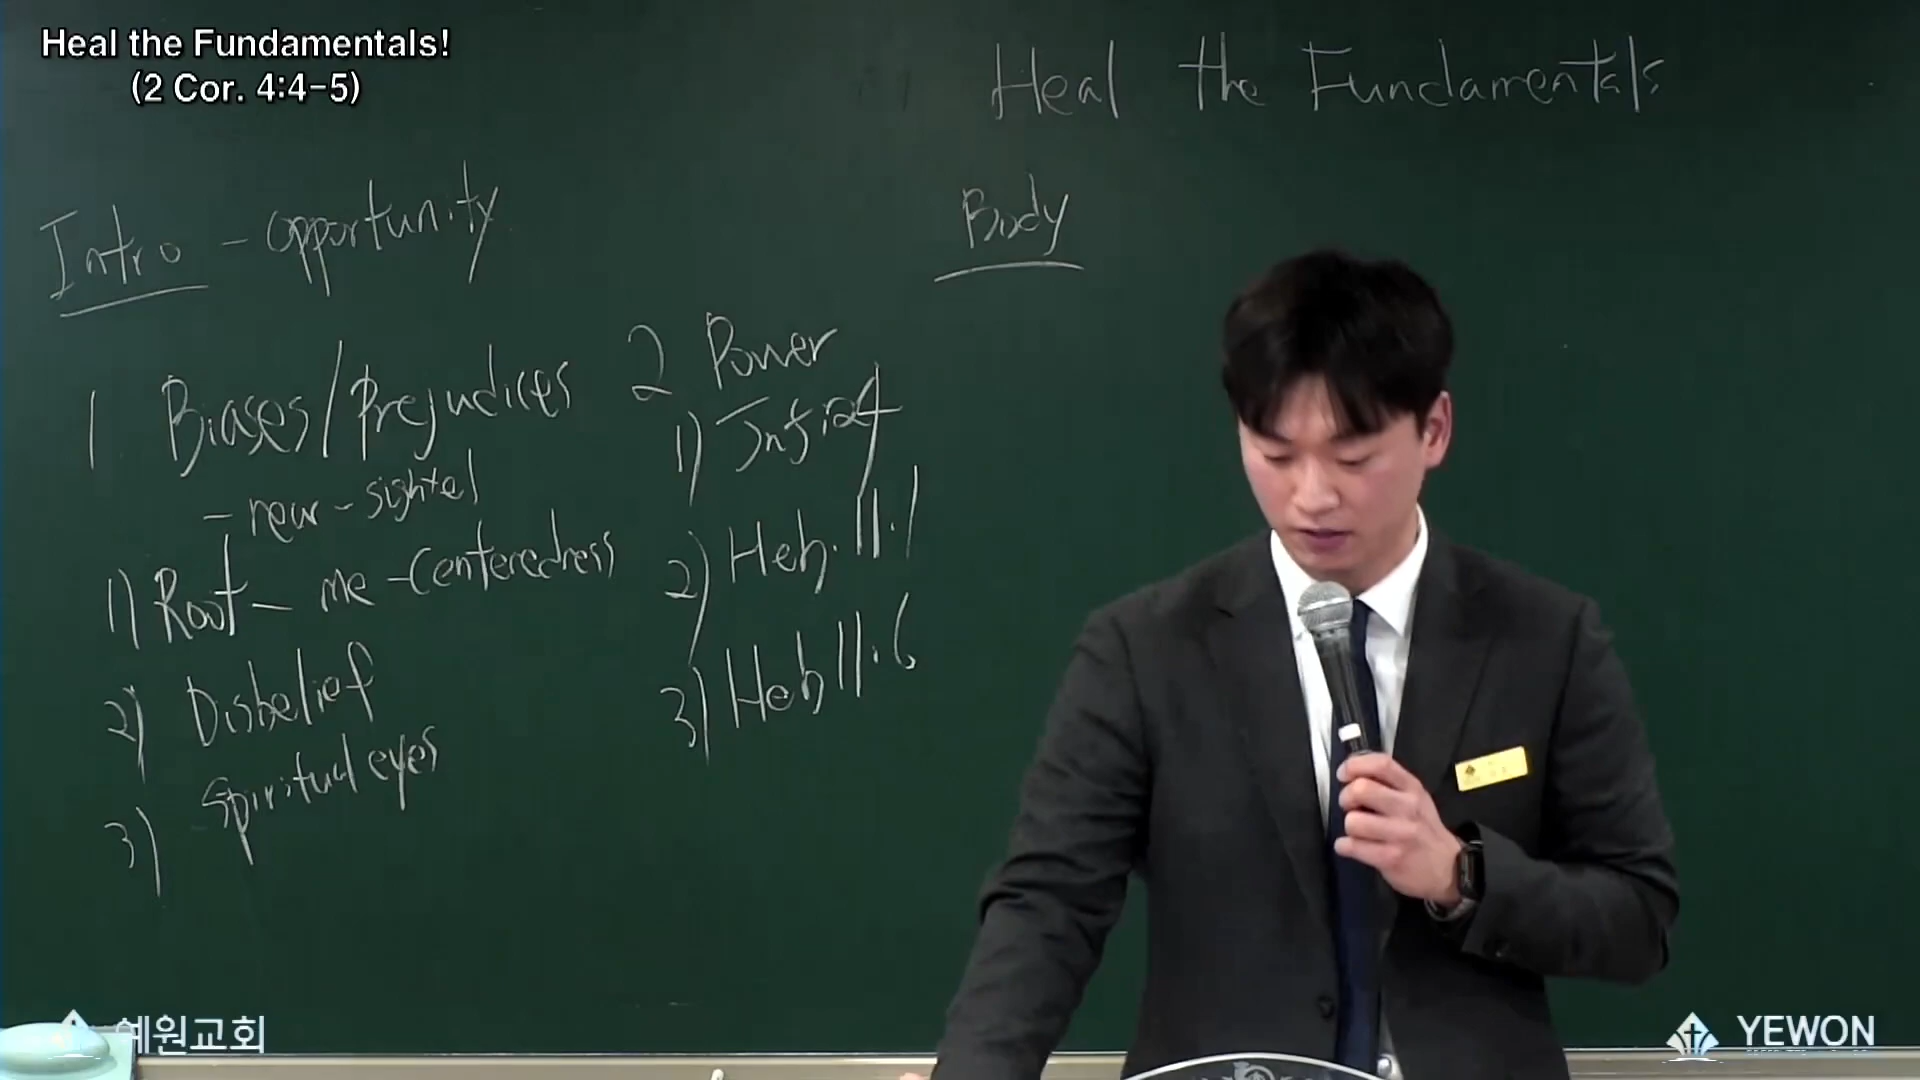 Heal the Fundamentals!
(2 Cor. 4:4-5)
Heal the Fundamentals
Intro - opportunity
1 Biases/Prejudices
- near-sighted
1) Root - me-Centeredness
2) Disbelief
3) Spiritual eyes
2 Power
1)
2) Heb. 11:1
3) Heb 11:6
Body
예원교회
YEWON